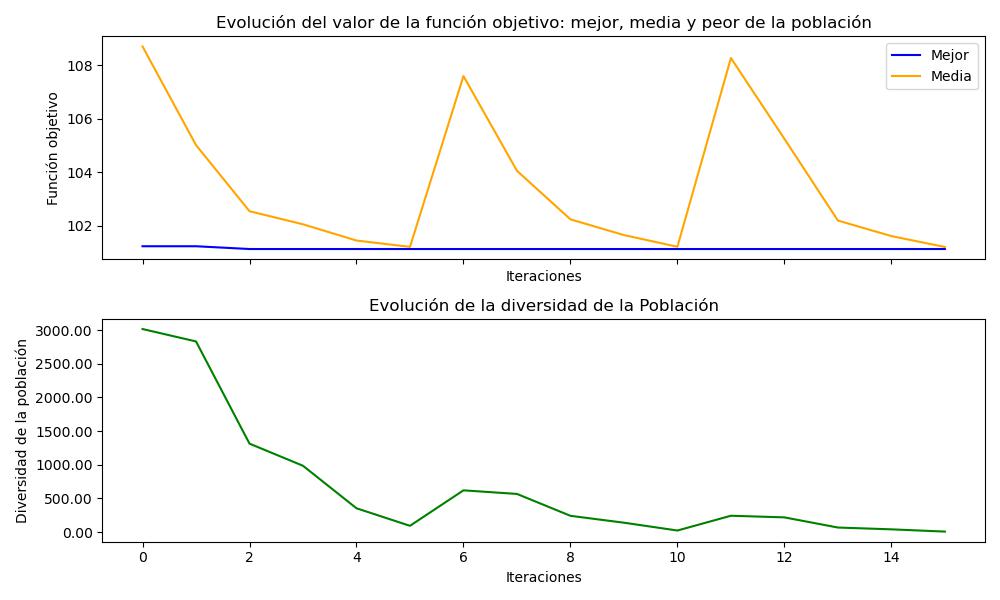 Evolución del valor de la función objetivo: mejor, media y peor de la población
Función objetivo
108
106
104
102
Mejor
Media
Iteraciones
Evolución de la diversidad de la Población
Diversidad de la población
3000.00
2500.00
2000.00
1500.00
1000.00
500.00
0.00
0 2 4 6 8 10 12 14
Iteraciones